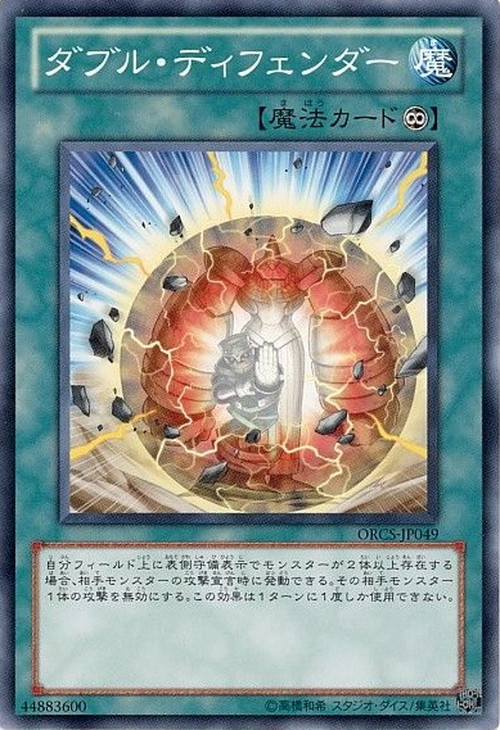 ダブル・ディフェンダー 魔
【魔法カード】
ORCS-JP049
自分フィールド上に表側守備表示でモンスターが2体以上存在する
場合、相手モンスターの攻撃宣言時に発動できる。その相手モンスター
1体の攻撃を無効にする。この効果は1ターンに1度しか使用できない。
44883600 ©高橋和希 スタジオ・ダイス/集英社